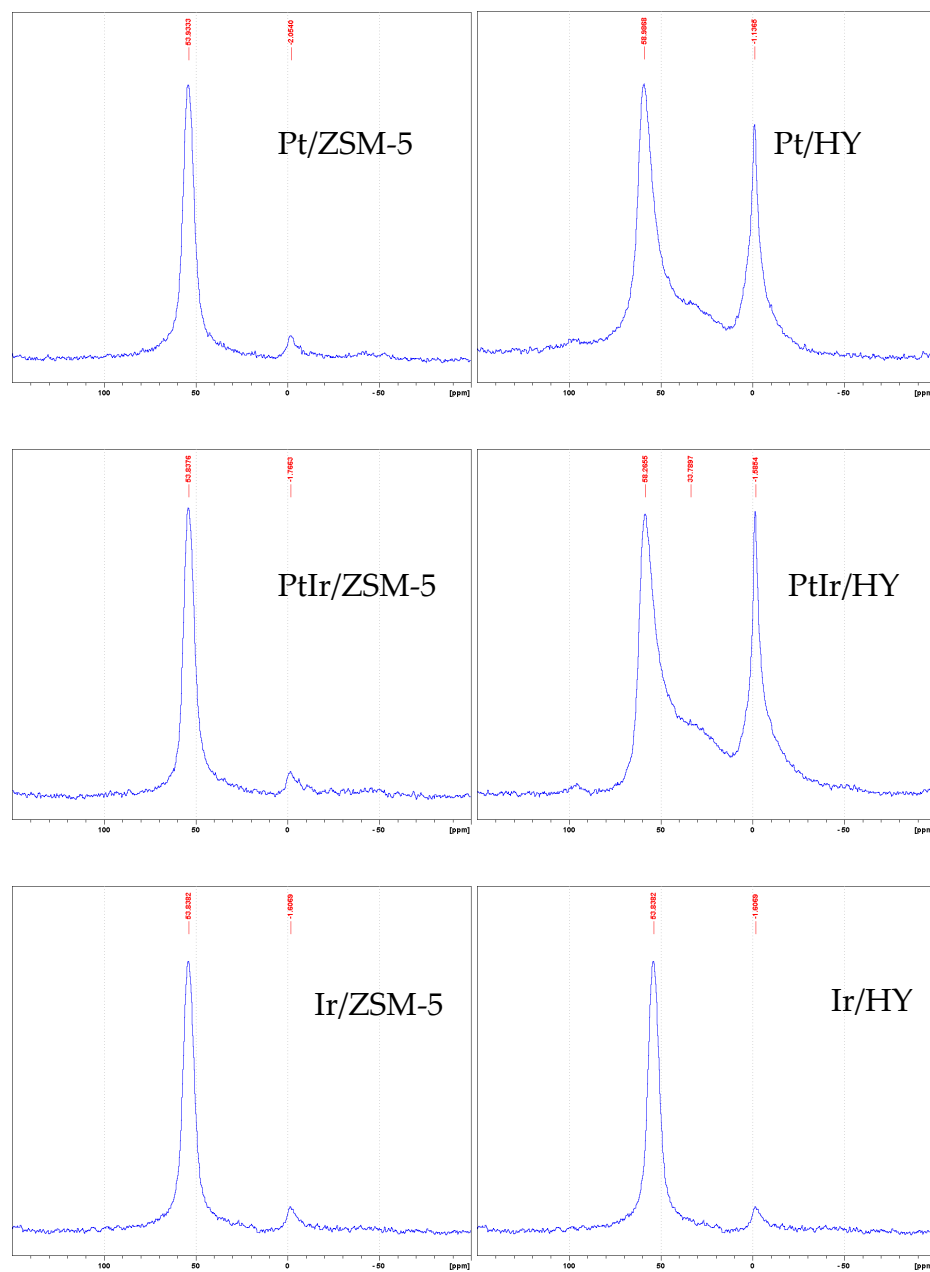 53.9333 -2.0540
Pt/ZSM-5
100 50 0 -50 [ppm]
58.9868 -1.1365
Pt/HY
100 50 0 -50 [ppm]
53.8376 -1.7663
PtIr/ZSM-5
100 50 0 -50 [ppm]
58.2655 33.7897 -1.5854
PtIr/HY
100 50 0 -50 [ppm]
53.8382 -1.6069
Ir/ZSM-5
100 50 0 -50 [ppm]
53.8382 -1.6069
Ir/HY
100 50 0 -50 [ppm]